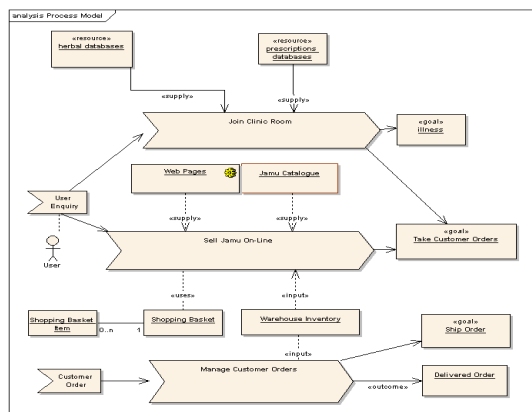 analysis Process Model
«resource»
herbal databases
«resource»
prescriptions
databases
«supply»
«supply»
Join Clinic Room
«goal»
illness
Web Pages
Jamu Catalogue
User
Enquiry
«supply»
«supply»
«goal»
Take Customer Orders
Sell Jamu On-Line
User
«uses»
«input»
Shopping Basket
Item
0..n
1
Shopping Basket
Warehouse Inventory
«goal»
Ship Order
«input»
Customer
Order
Manage Customer Orders
«outcome»
Delivered Order